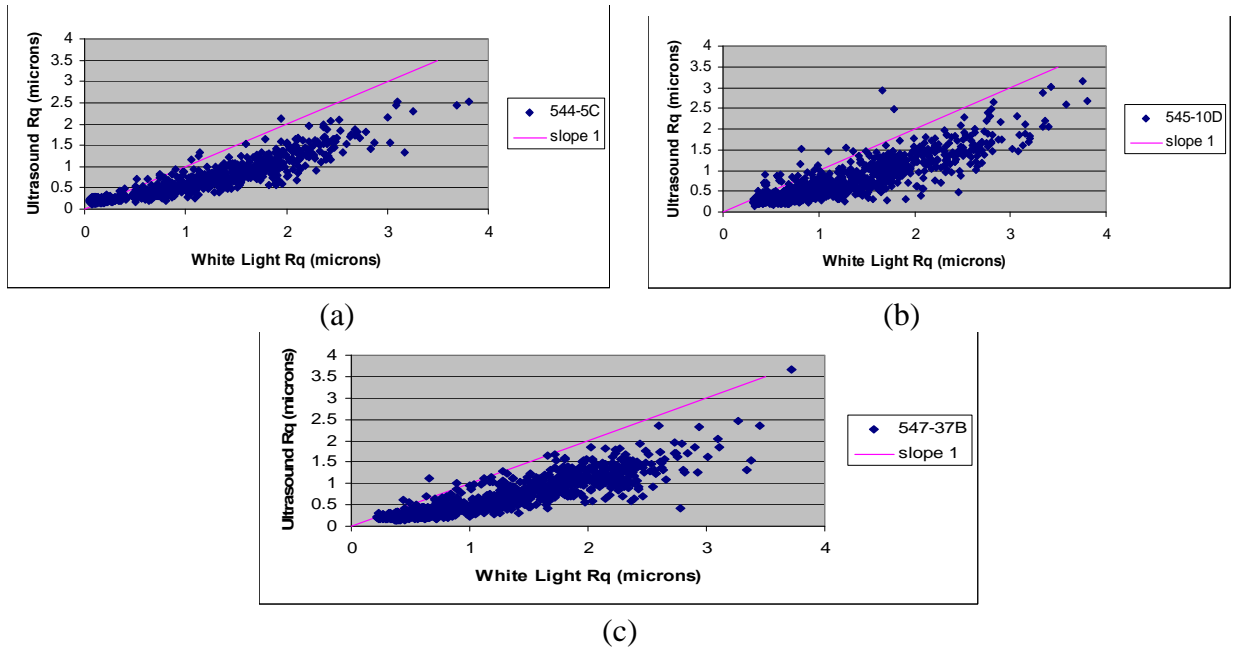 4
3.5
3
2.5
2
1.5
1
0.5
0
0 1 2 3 4
Ultrasound Rq (microns)
White Light Rq (microns)
544-5C
slope 1
(a)
4
3.5
3
2.5
2
1.5
1
0.5
0
0 1 2 3 4
Ultrasound Rq (microns)
White Light Rq (microns)
545-10D
slope 1
(b)
4
3.5
3
2.5
2
1.5
1
0.5
0
0 1 2 3 4
Ultrasound Rq (microns)
White Light Rq (microns)
547-37B
slope 1
(c)